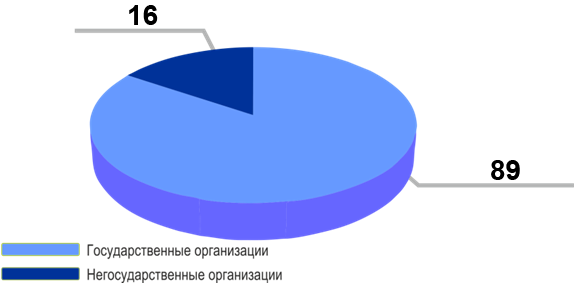 16
89
Государственные организации
Негосударственные организации